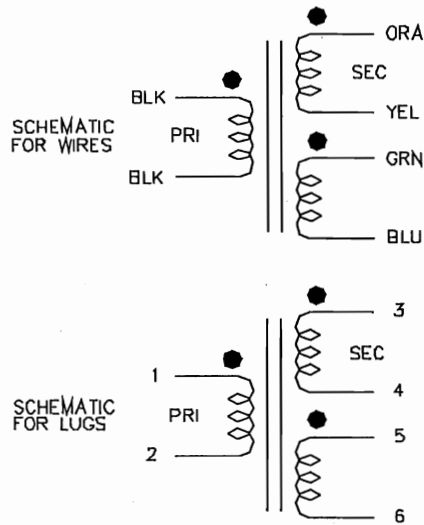 ORA
SEC
BLK
YEL
SCHEMATIC
FOR WIRES
PRI
GRN
BLK
BLU
3
SEC
1
4
SCHEMATIC
FOR LUGS
PRI
5
2
6